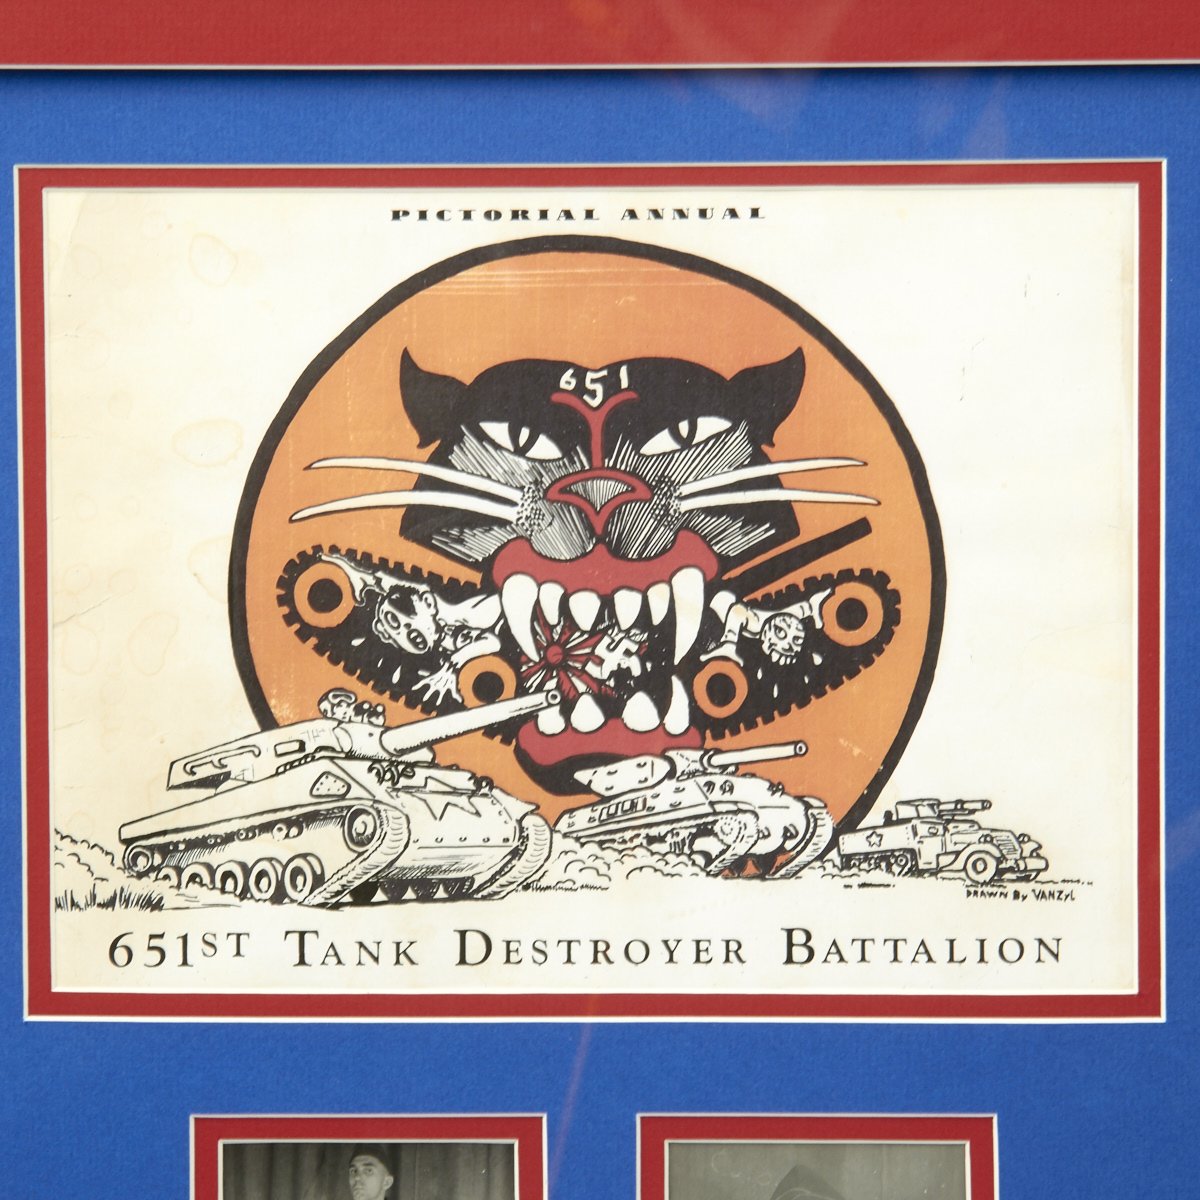 PICTORIAL ANNUAL
651
DRAWN By VANZyL
651ST TANK DESTROYER BATTALION